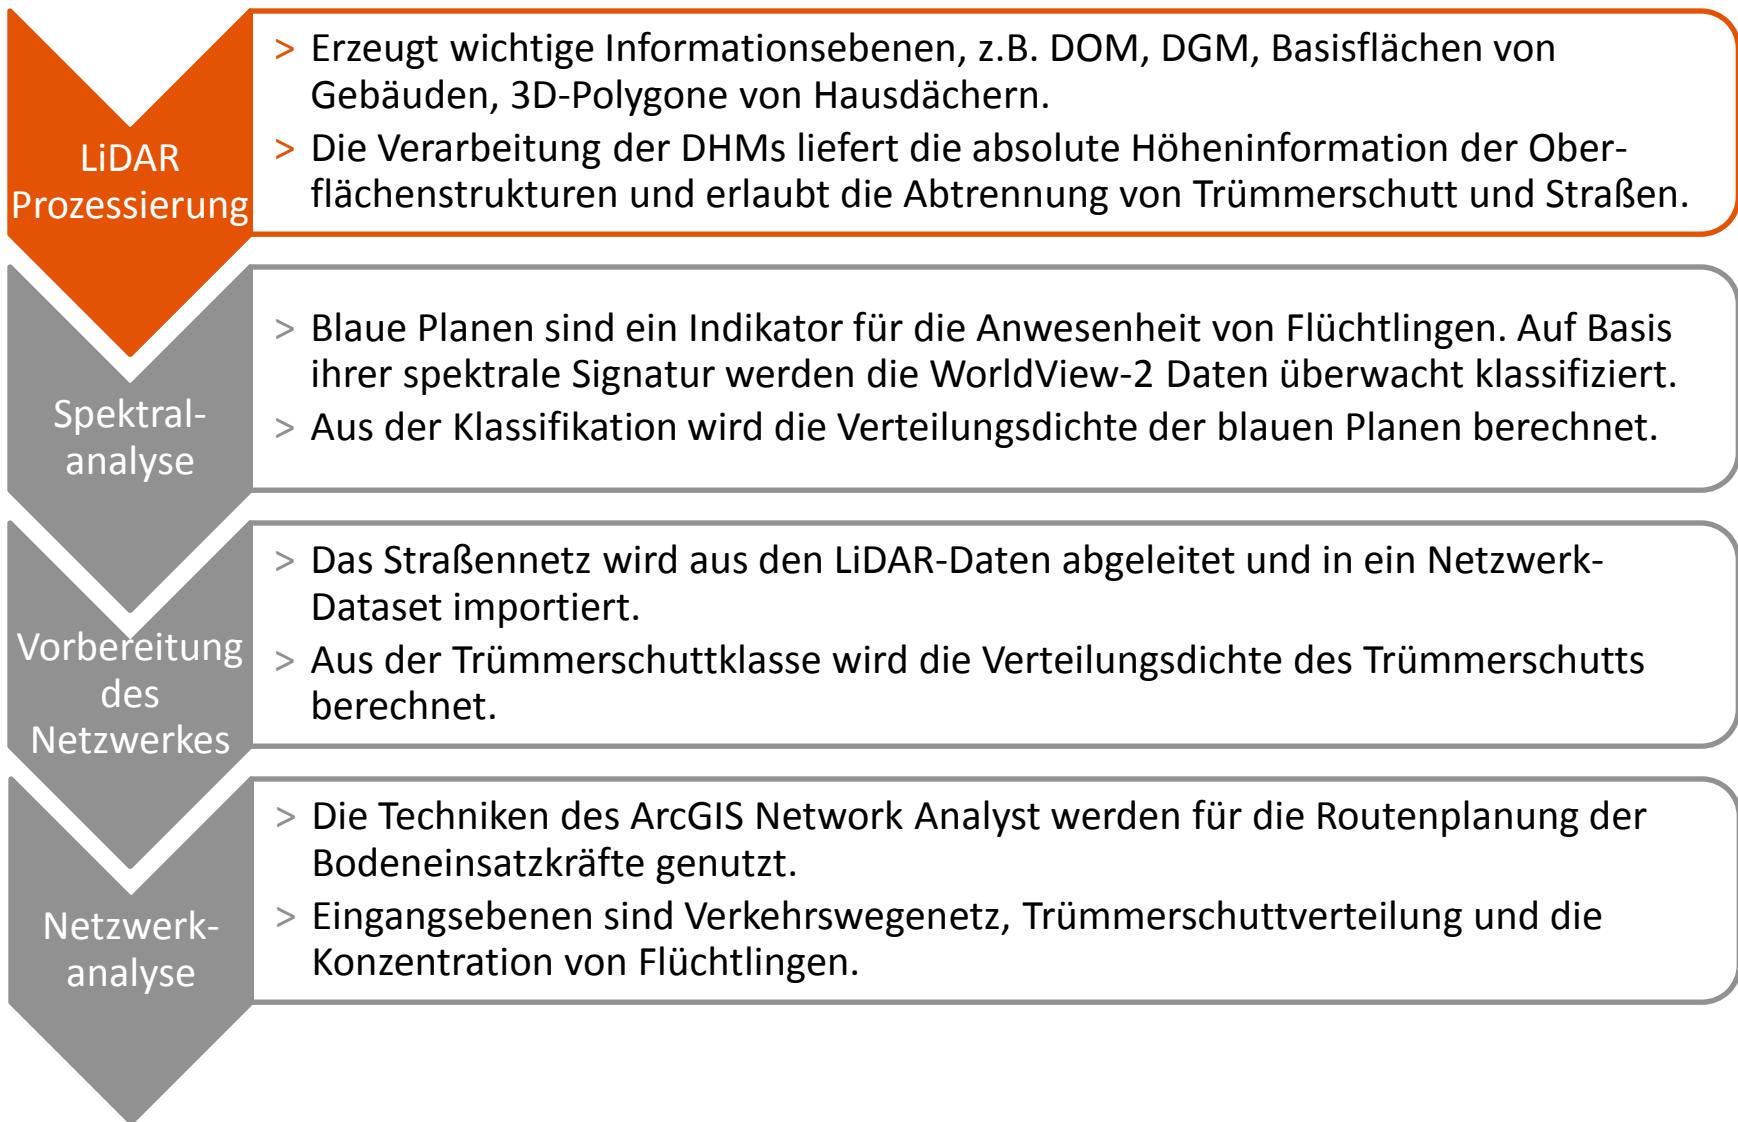 LiDAR
Prozessierung
> Erzeugt wichtige Informationsebenen, z.B. DOM, DGM, Basisflächen von
Gebäuden, 3D-Polygone von Hausdächern.
> Die Verarbeitung der DHMs liefert die absolute Höheninformation der Ober-
flächenstrukturen und erlaubt die Abtrennung von Trümmerschutt und Straßen.
Spektral-
analyse
> Blaue Planen sind ein Indikator für die Anwesenheit von Flüchtlingen. Auf Basis
ihrer spektrale Signatur werden die WorldView-2 Daten überwacht klassifiziert.
> Aus der Klassifikation wird die Verteilungsdichte der blauen Planen berechnet.
Vorbereitung
des
Netzwerkes
> Das Straßennetz wird aus den LiDAR-Daten abgeleitet und in ein Netzwerk-
Dataset importiert.
> Aus der Trümmerschuttklasse wird die Verteilungsdichte des Trümmerschutts
berechnet.
Netzwerk-
analyse
> Die Techniken des ArcGIS Network Analyst werden für die Routenplanung der
Bodeneinsatzkräfte genutzt.
> Eingangsebenen sind Verkehrswegenetz, Trümmerschuttverteilung und die
Konzentration von Flüchtlingen.